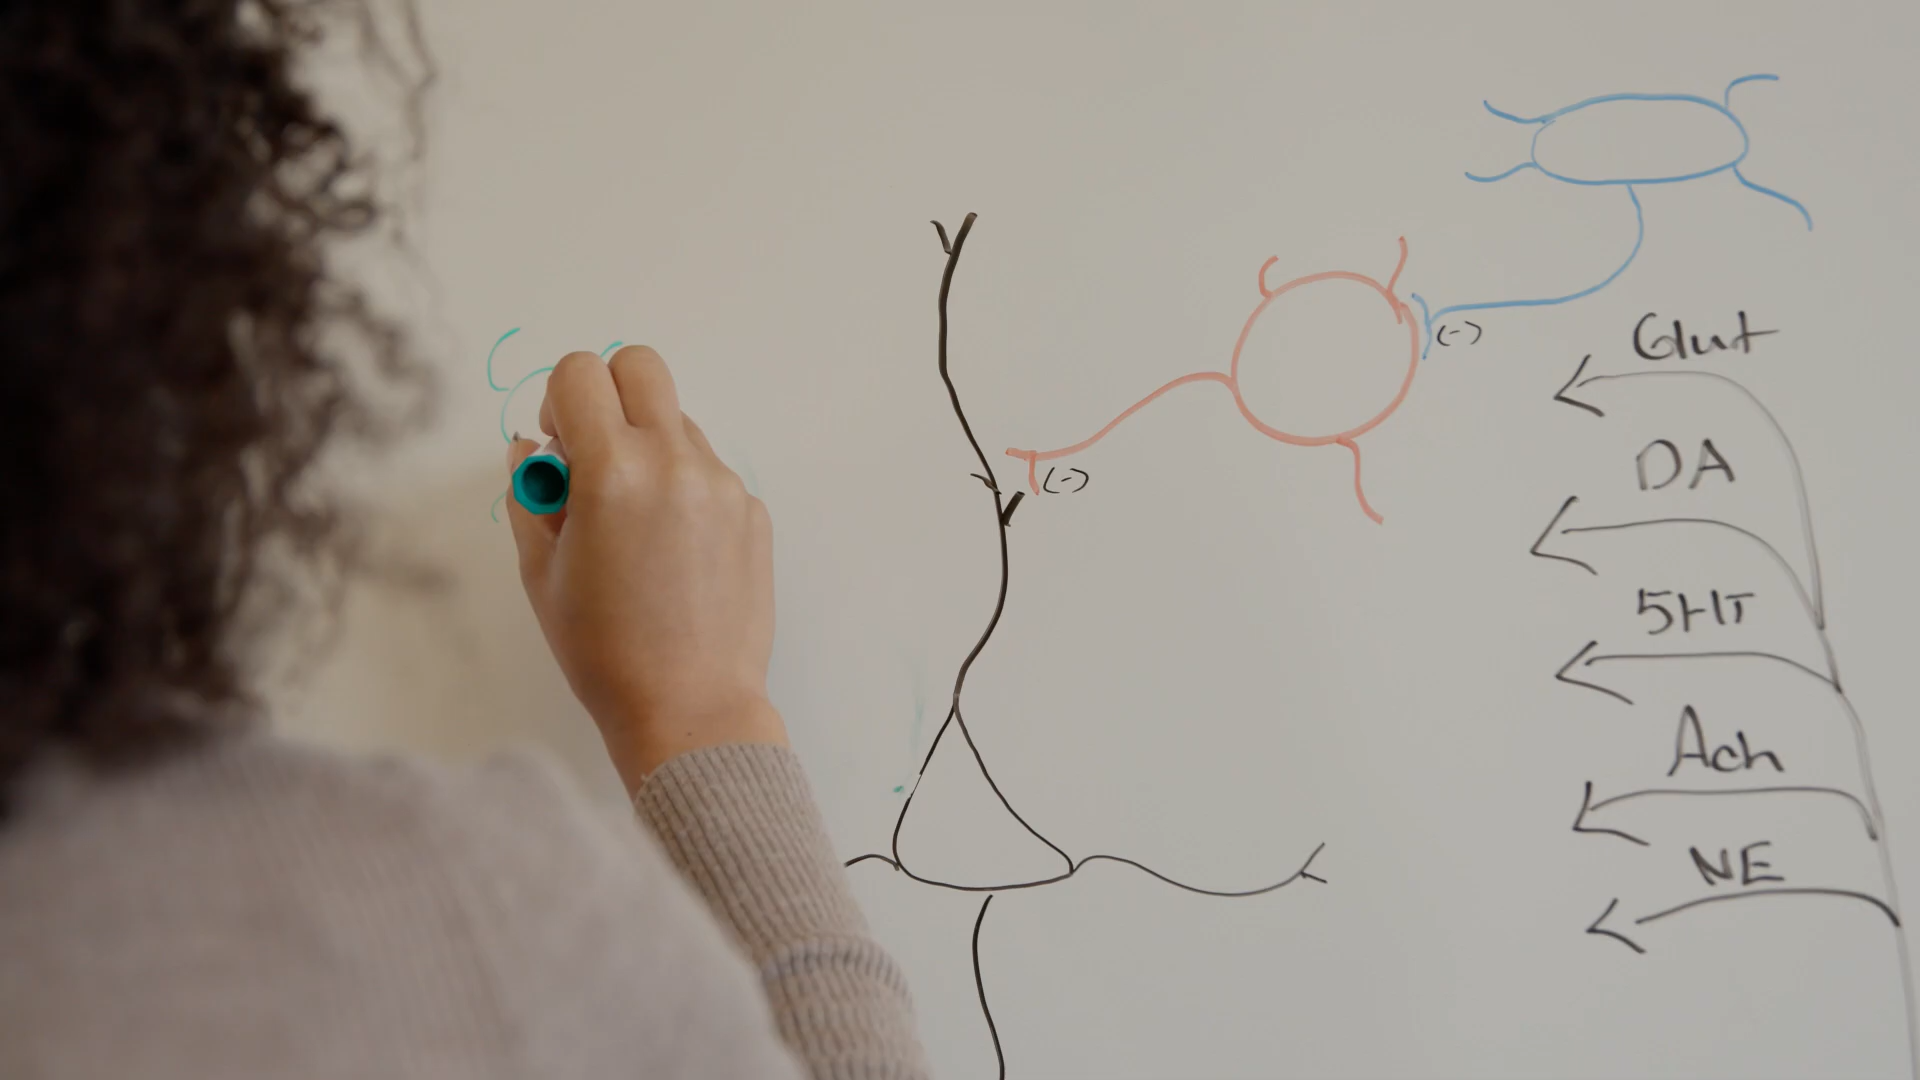 (-)
Glut
(-)
DA
5HT
Ach
NE